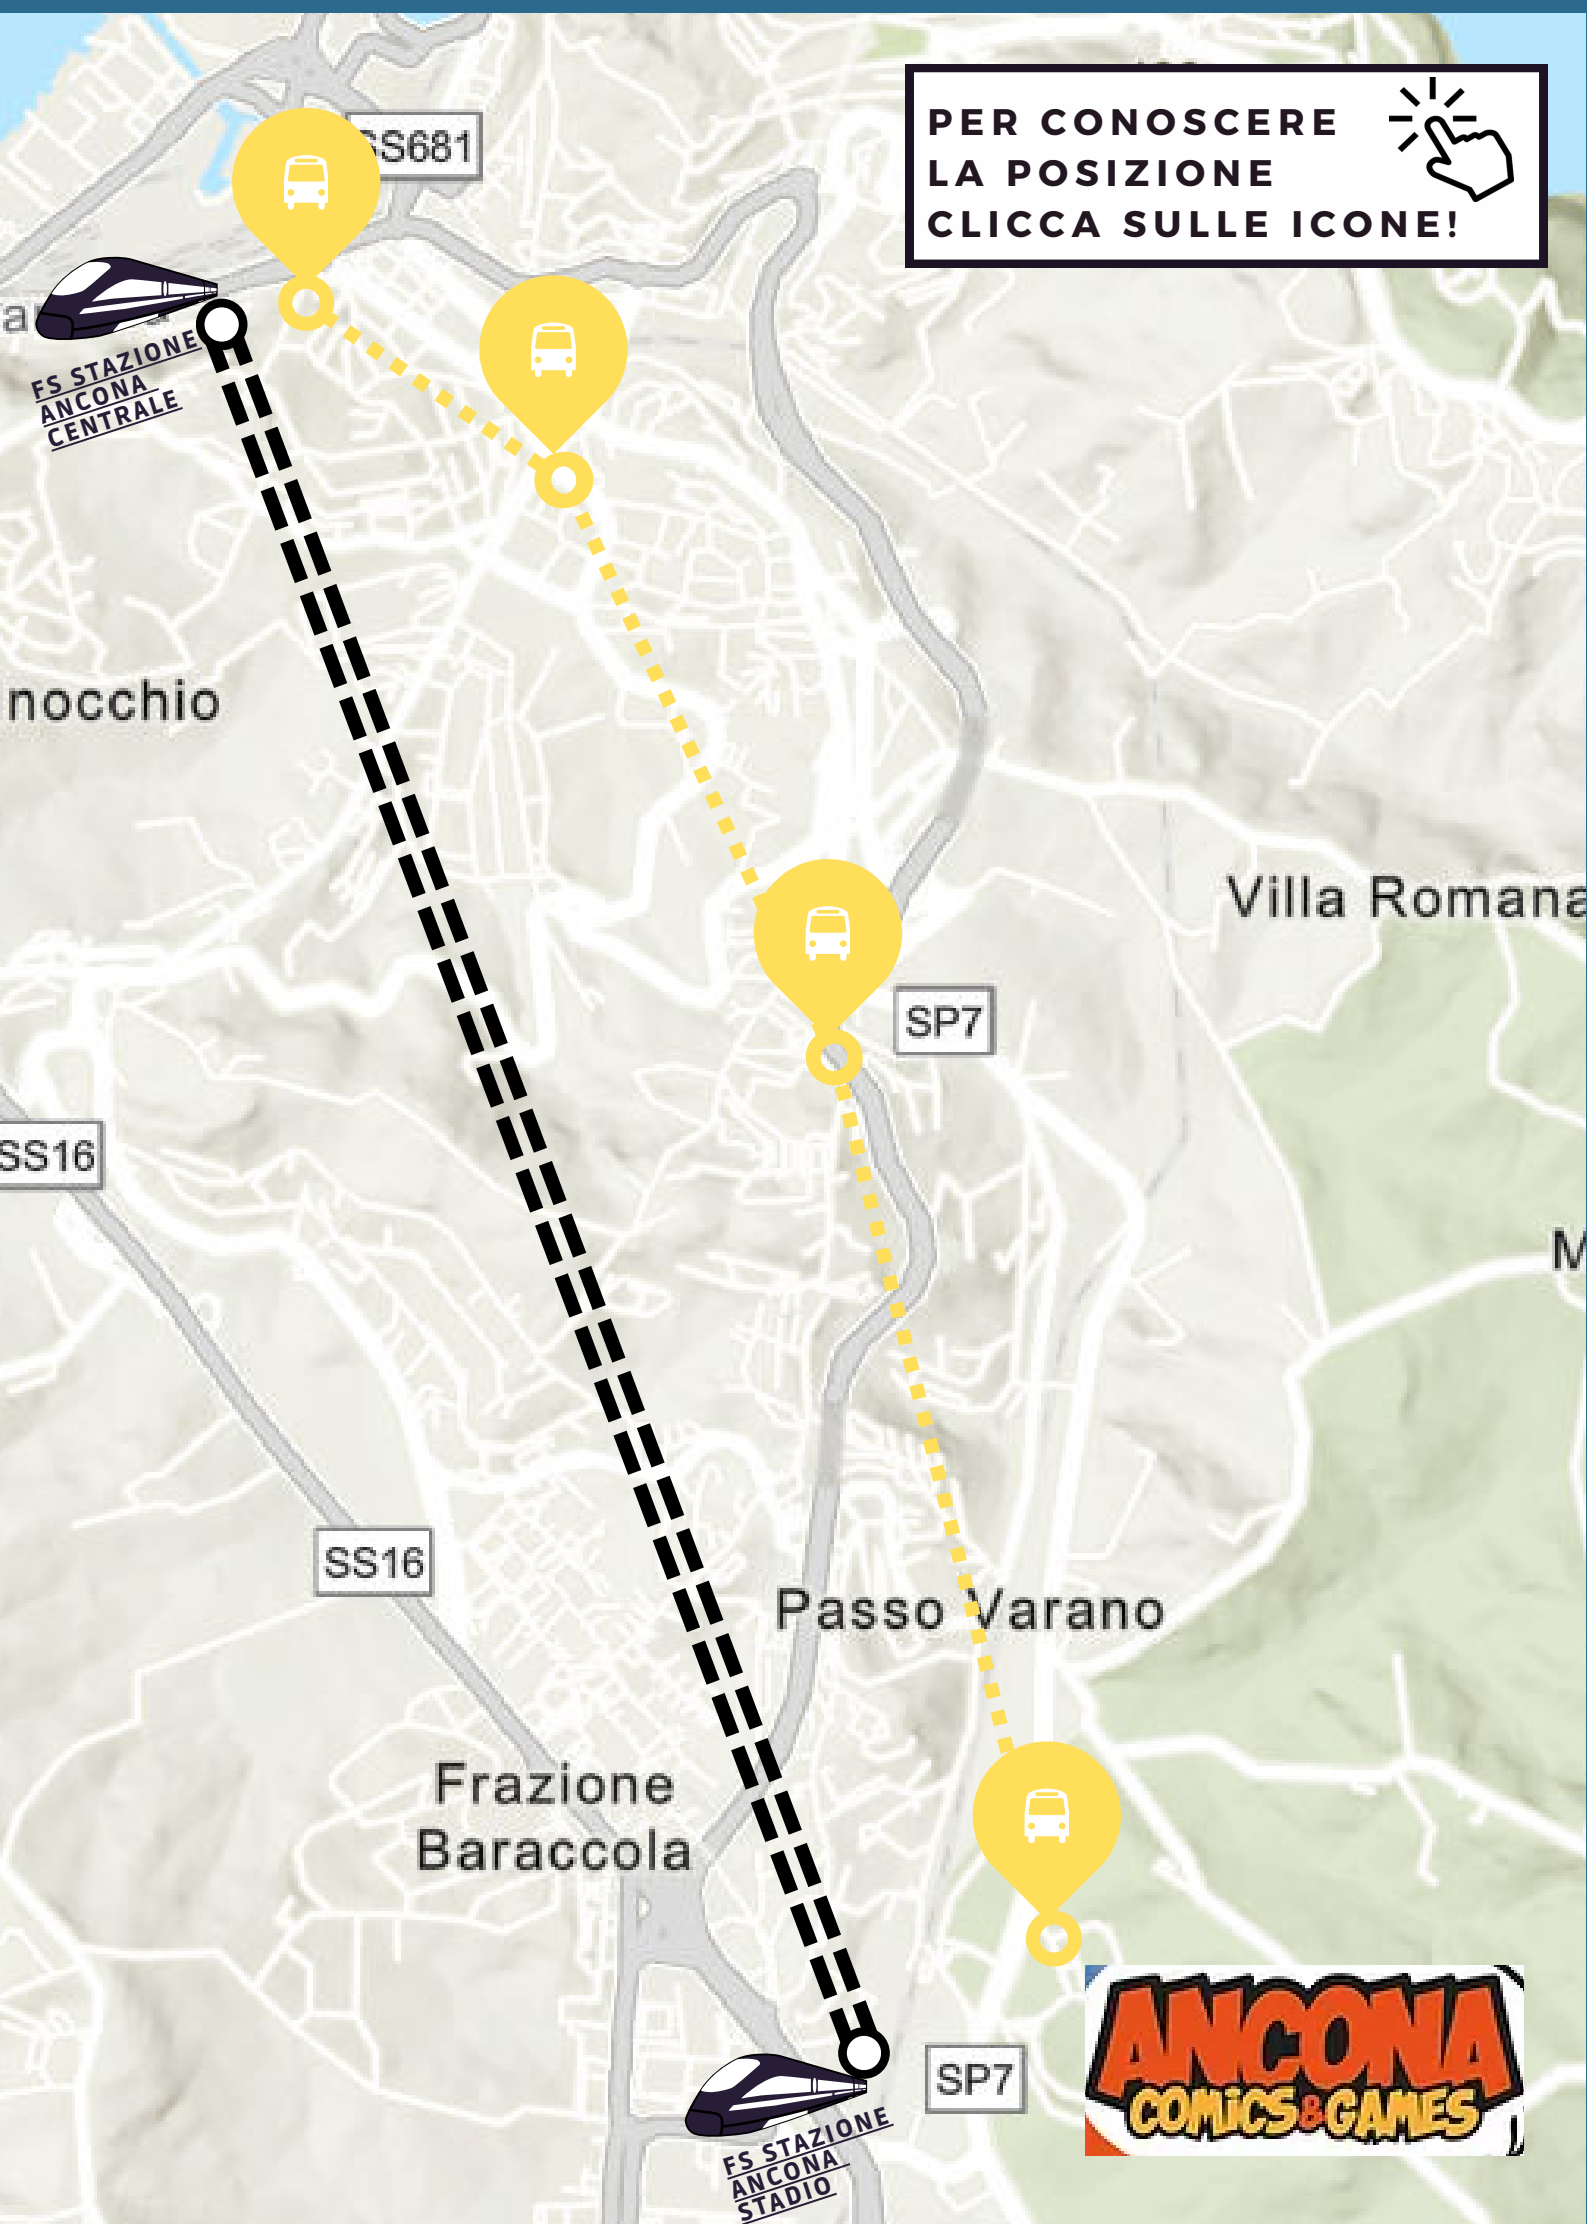 SS681
PER CONOSCERE
LA POSIZIONE
CLICCA SULLE ICONE!
FS STAZIONE
ANCONA
CENTRALE
nocchio
Villa Romana
SP7
SS16
SS16
Passo Varano
Frazione
Baraccola
ANCONA
COMICS&GAMES
SP7
FS STAZIONE
ANCONA
STADIO